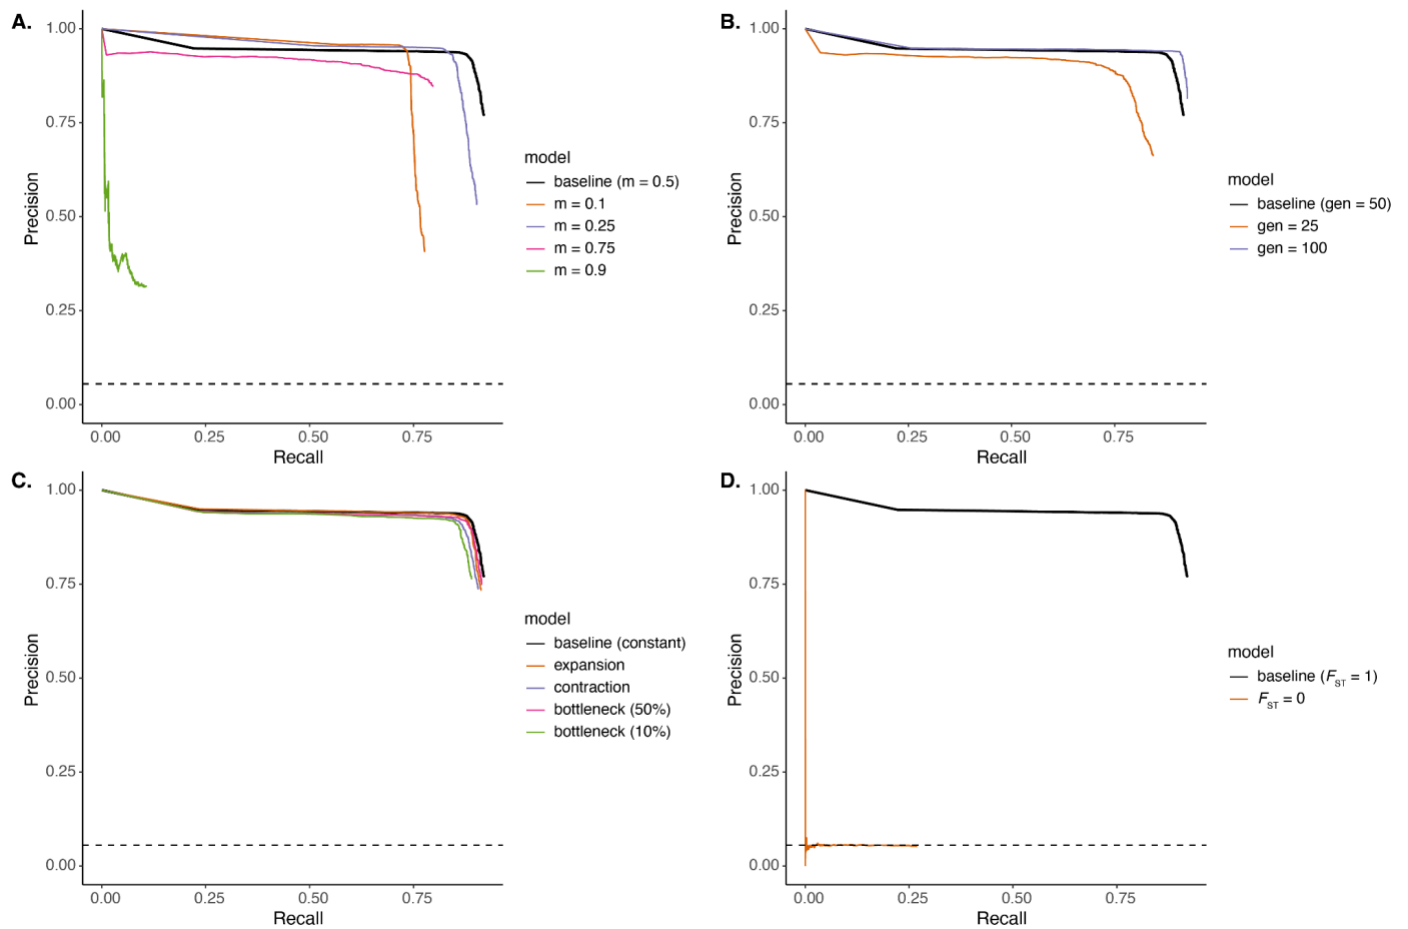 A.
1.00
0.75
0.50
0.25
0.00
Precision
0.00 0.25 0.50 0.75
Recall
model
baseline (m = 0.5)
m = 0.1
m = 0.25
m = 0.75
m = 0.9
B.
1.00
0.75
0.50
0.25
0.00
Precision
0.00 0.25 0.50 0.75
Recall
model
baseline (gen = 50)
gen = 25
gen = 100
C.
1.00
0.75
0.50
0.25
0.00
Precision
0.00 0.25 0.50 0.75
Recall
model
baseline (constant)
expansion
contraction
bottleneck (50%)
bottleneck (10%)
D.
1.00
0.75
0.50
0.25
0.00
Precision
0.00 0.25 0.50 0.75
Recall
model
baseline (FST = 1)
FST = 0